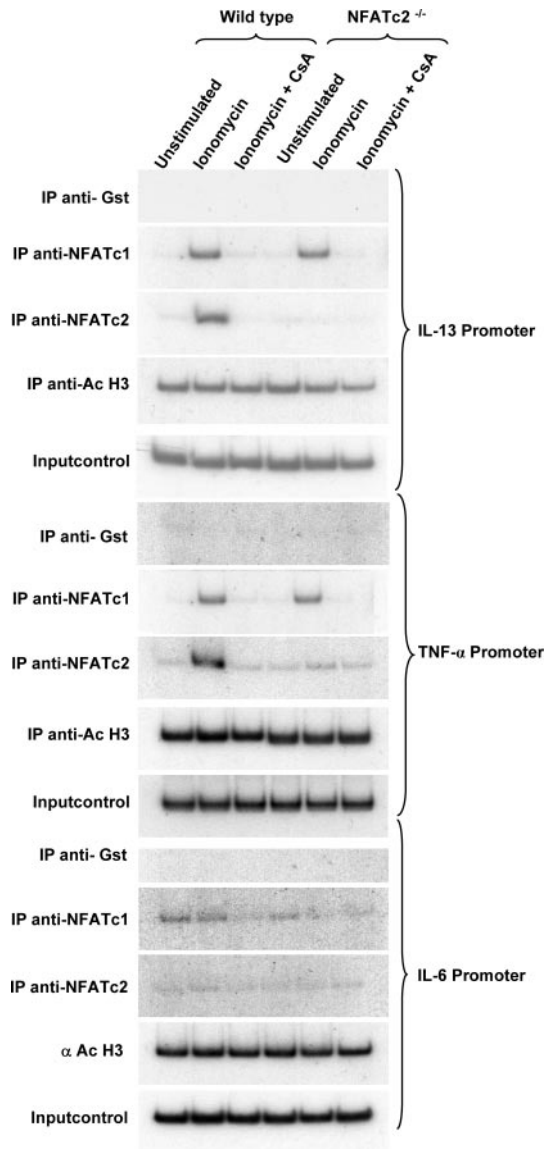 Wild type
NFATc2 -/-
Unstimulated
Ionomycin
Ionomycin + CsA
Unstimulated
Ionomycin
Ionomycin + CsA
IP anti- Gst
IP anti-NFATc1
IP anti-NFATc2
IP anti-Ac H3
Inputcontrol
IL-13 Promoter
IP anti- Gst
IP anti-NFATc1
IP anti-NFATc2
IP anti-Ac H3
Inputcontrol
TNF-α Promoter
IP anti- Gst
IP anti-NFATc1
IP anti-NFATc2
α Ac H3
Inputcontrol
IL-6 Promoter